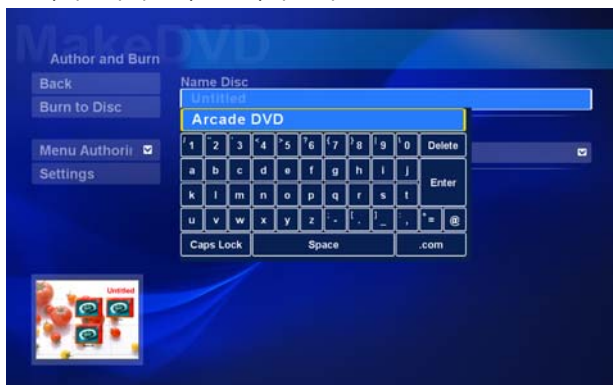 MakeDVD
Author and Burn
Back
Burn to Disc
Menu Authorin
Settings
Name Disc
Untitled
Arcade DVD
1 2 3 4 5 6 7 8 9 0 Delete
a b c d e f g h i j
Enter
k l m n o p q r s t
u v w x y z - . _ , = @
Caps Lock Space .com
Untitled